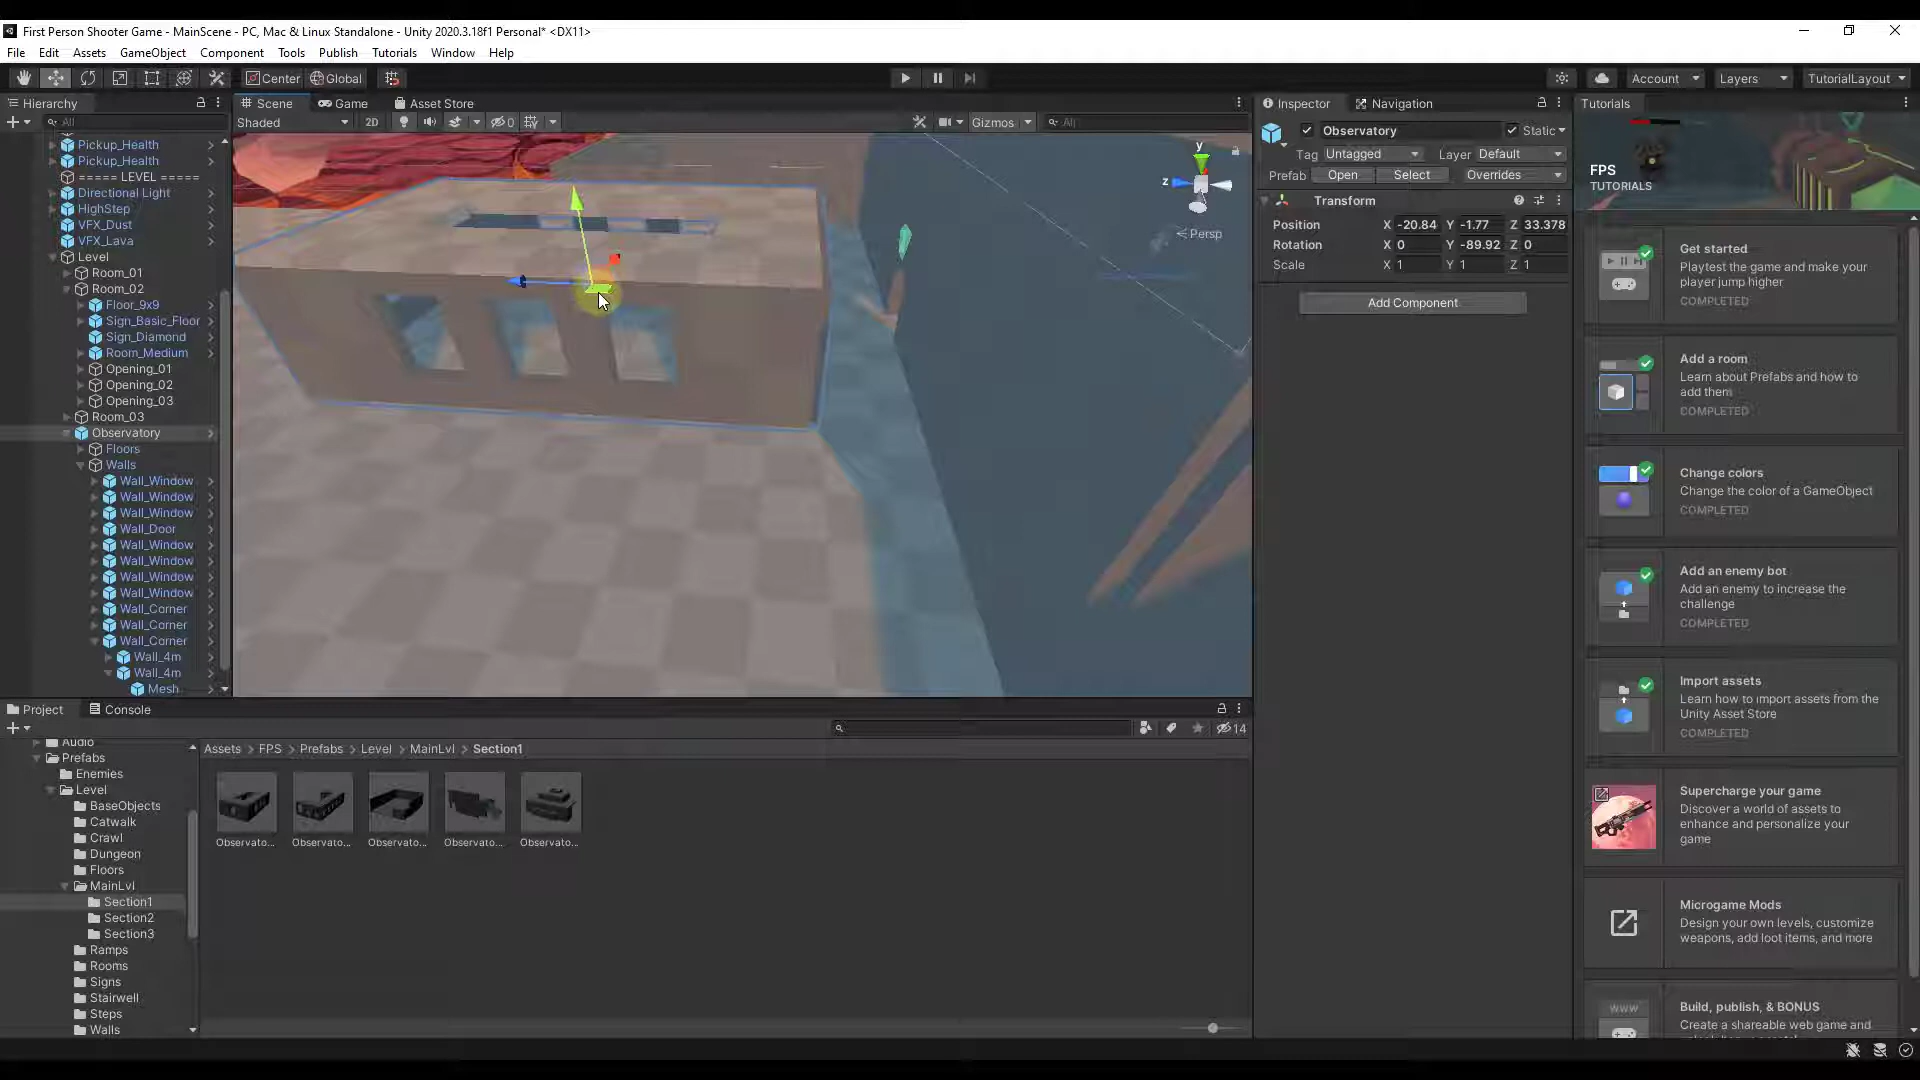 First Person Shooter Game - MainScene - PC, Mac & Linux Standalone - Unity 2020.3.18f1 Personal* <DX11>
File Edit Assets GameObject Component Tools Publish Tutorials Window Help
Center Global Account Layers TutorialLayout
Hierarchy
All
Pickup_Health
Pickup_Health
===== LEVEL =====
Directional Light
HighStep
VFX_Dust
VFX_Lava
Level
Room_01
Room_02
Floor_9x9
Sign_Basic_Floor
Sign_Diamond
Room_Medium
Opening_01
Opening_02
Opening_03
Room_03
Observatory
Floors
Walls
Wall_Window
Wall_Window
Wall_Window
Wall_Door
Wall_Window
Wall_Window
Wall_Window
Wall_Window
Wall_Corner
Wall_Corner
Wall_Corner
Wall_4m
Wall_4m
Mesh
Scene Game Asset Store
Shaded 2D 0 Gizmos All
y
z
Persp
Inspector Navigation
Observatory Static
Tag Untagged Layer Default
Prefab Open Select Overrides
Transform
Position X -20.84 Y -1.77 Z 33.378
Rotation X 0 Y -89.92 Z 0
Scale X 1 Y 1 Z 1
Add Component
Tutorials
FPS
TUTORIALS
Get started
Playtest the game and make your
player jump higher
COMPLETED
Add a room
Learn about Prefabs and how to
add them
COMPLETED
Change colors
Change the color of a GameObject
COMPLETED
Add an enemy bot
Add an enemy to increase the
challenge
COMPLETED
Import assets
Learn how to import assets from the
Unity Asset Store
COMPLETED
Supercharge your game
Discover a world of assets to
enhance and personalize your
game
Microgame Mods
Design your own levels, customize
weapons, add loot items, and more
www
Build, publish, & BONUS
Create a shareable web game and
Project Console
14
Audio
Prefabs
Enemies
Level
BaseObjects
Catwalk
Crawl
Dungeon
Floors
MainLvl
Section1
Section2
Section3
Ramps
Rooms
Signs
Stairwell
Steps
Walls
Assets > FPS > Prefabs > Level > MainLvl > Section1
Observato... Observato... Observato... Observato... Observato...